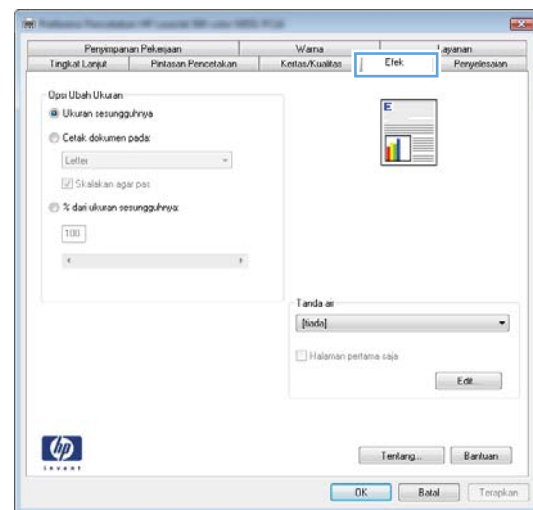 Penyimpanan Pekerjaan Warna Layanan
Tingkat Lanjut Pintasan Pencetakan Kertas/Kualitas Efek Penyelesaian
Opsi Ubah Ukuran
Ukuran sesungguhnya
Cetak dokumen pada:
Letter
Skalakan agar pas
% dari ukuran sesungguhnya:
100
E
Tanda air
[tiada]
Halaman pertama saja
Edit...
hp
invent
Tentang... Bantuan
OK Batal Terapkan